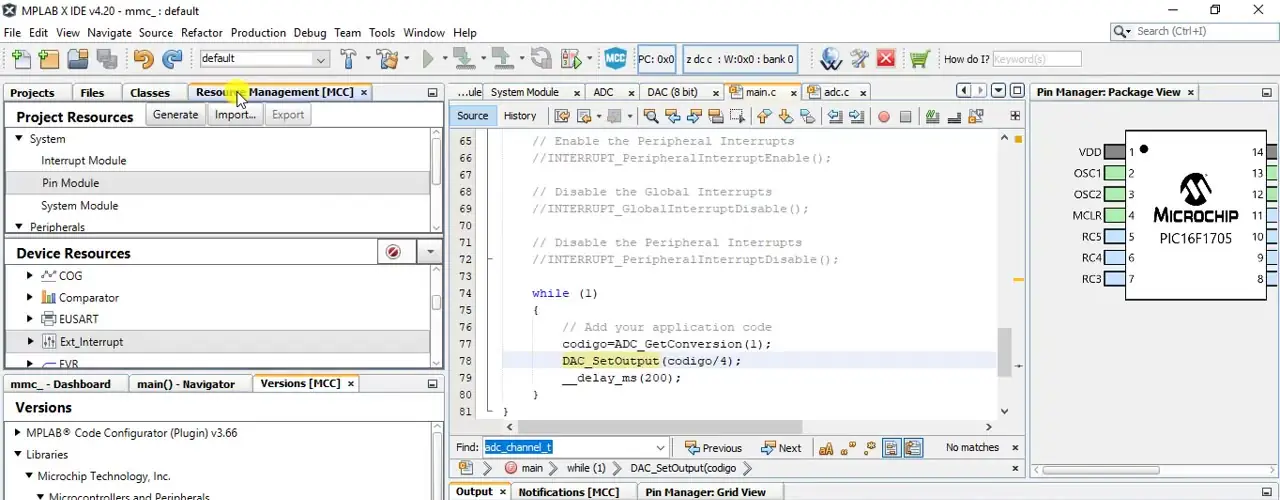 MPLAB X IDE v4.20 - mmc_ : default
File Edit View Navigate Source Refactor Production Debug Team Tools Window Help
Search (Ctrl+I)
default
MCC
PC: 0x0
z dc c : W:0x0 : bank 0
How do I?
Keyword(s)
Projects
Files
Classes
Resource Management [MCC] ×
Project Resources
Generate
Import...
Export
System
Interrupt Module
Pin Module
System Module
Peripherals
Device Resources
COG
Comparator
EUSART
Ext_Interrupt
FVR
mmc_ - Dashboard
main() - Navigator
Versions [MCC] ×
Versions
MPLAB® Code Configurator (Plugin) v3.66
Libraries
Microchip Technology, Inc.
Microcontrollers and Peripherals
...ule
System Module ×
ADC ×
DAC (8 bit) ×
main.c ×
adc.c ×
Source
History
65 // Enable the Peripheral Interrupts
66 //INTERRUPT_PeripheralInterruptEnable();
67
68 // Disable the Global Interrupts
69 //INTERRUPT_GlobalInterruptDisable();
70
71 // Disable the Peripheral Interrupts
72 //INTERRUPT_PeripheralInterruptDisable();
73
74 while (1)
75 {
76 // Add your application code
77 codigo=ADC_GetConversion(1);
78 DAC_SetOutput(codigo/4);
79 __delay_ms(200);
80 }
81 }
Find: adc_channel_t
Previous
Next
No matches
main
while (1)
DAC_SetOutput(codigo
Output ×
Notifications [MCC]
Pin Manager: Grid View
Pin Manager: Package View ×
VDD 1
OSC1 2
OSC2 3
MCLR 4
RC5 5
RC4 6
RC3 7
MICROCHIP
PIC16F1705
14
13
12
11
10
9
8